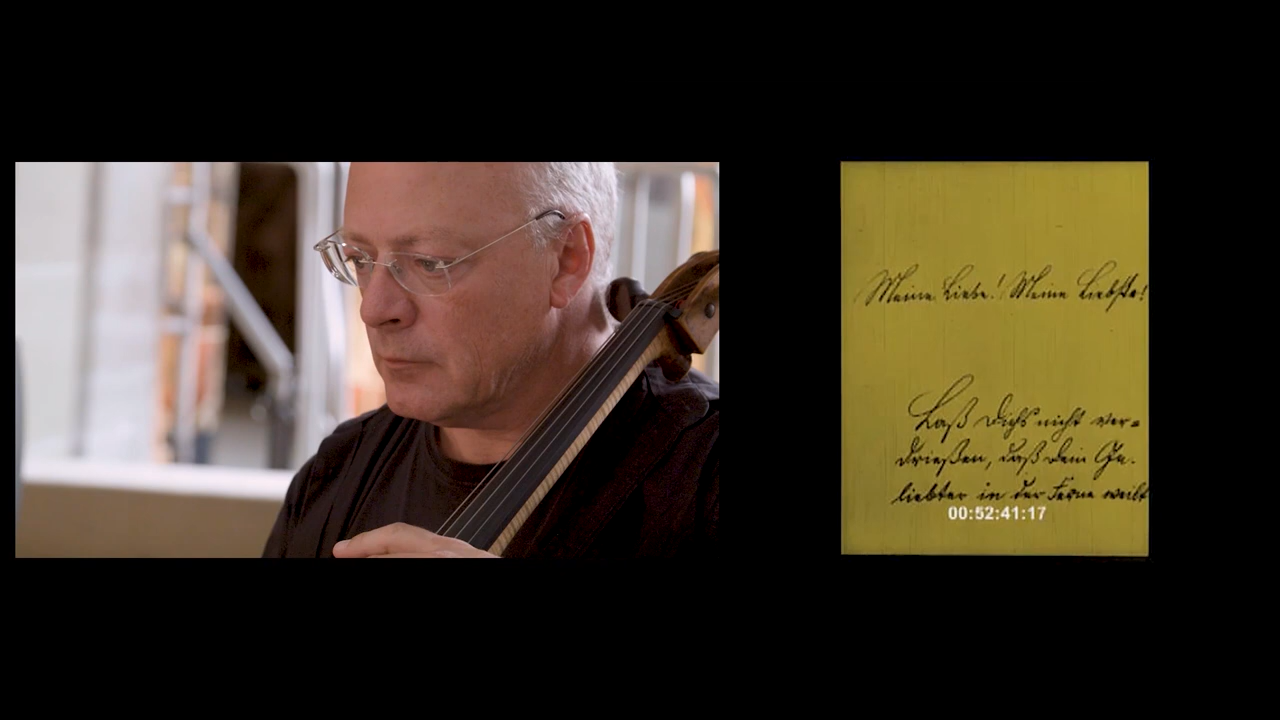 Meine Liebe! Meine Liebste!
Laß Dichs nicht ver=
drießen, daß Dein Ge-
liebter in der Ferne weilt
00:52:41:17